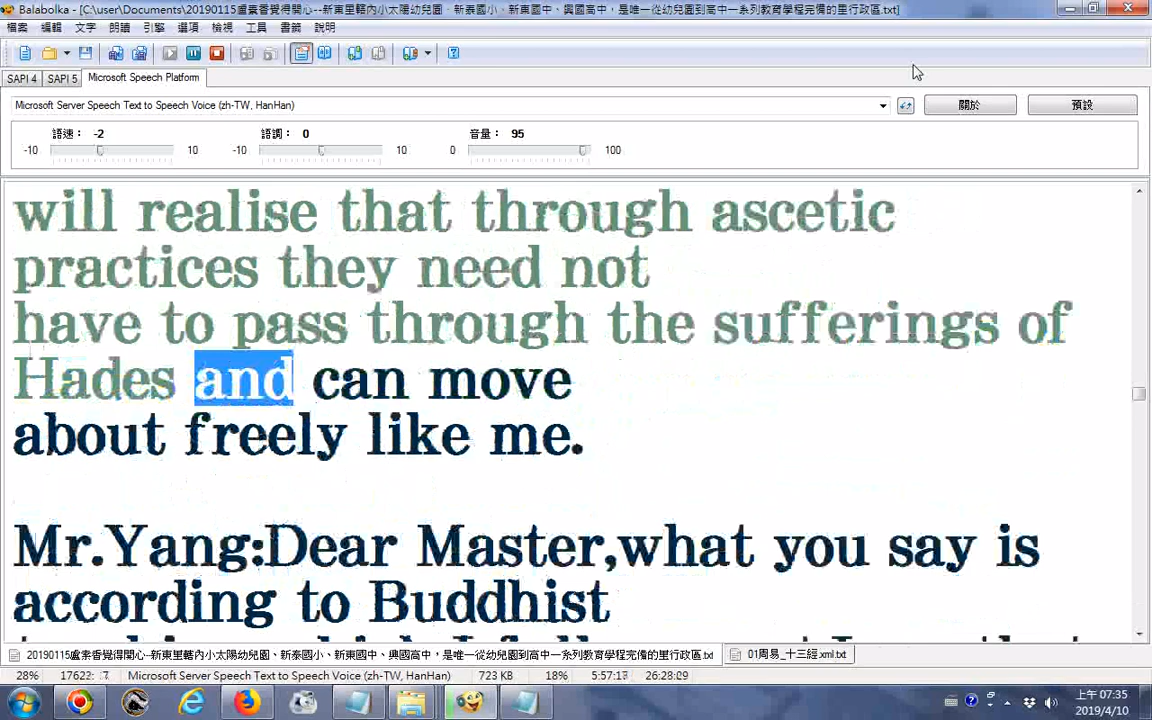 Balabolka - [C:\user\Documents\20190115盧素香覺得開心--新東里轄內小太陽幼兒園、新泰國小、新東國中、興國高中，是唯一從幼兒園到高中一系列教育學程完備的里行政區.txt]
檔案 編輯 文字 朗讀 引擎 選項 檢視 工具 書籤 說明
SAPI 4 SAPI 5 Microsoft Speech Platform
Microsoft Server Speech Text to Speech Voice (zh-TW, HanHan) 關於 預設
語速： -2 語調： 0 音量： 95
-10 10 -10 10 0 100
will realise that through ascetic
practices they need not
have to pass through the sufferings of
Hades and can move
about freely like me.
Mr.Yang:Dear Master,what you say is
according to Buddhist
20190115盧素香覺得開心--新東里轄內小太陽幼兒園、新泰國小、新東國中、興國高中，是唯一從幼兒園到高中一系列教育學程完備的里行政區.txt 01周易_十三經.xml.txt
28% Microsoft Server Speech Text to Speech Voice (zh-TW, HanHan) 723 KB 18% 5:57:17 26:28:09
上午 07:35
2019/4/10